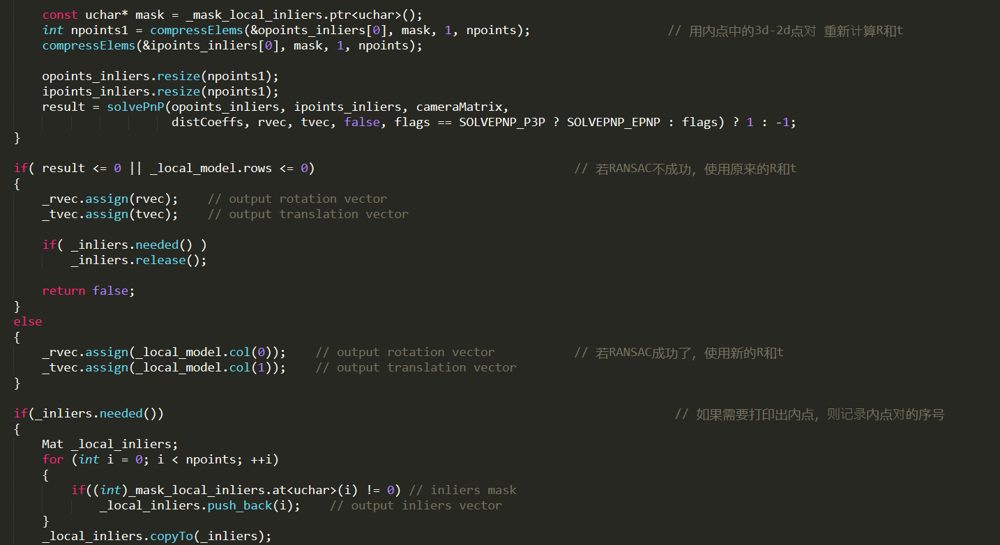 const uchar* mask = _mask_local_inliers.ptr<uchar>();
int npoints1 = compressElems(&opoints_inliers[0], mask, 1, npoints); // 用内点中的3d-2d点对 重新计算R和t
compressElems(&ipoints_inliers[0], mask, 1, npoints);
opoints_inliers.resize(npoints1);
ipoints_inliers.resize(npoints1);
result = solvePnP(opoints_inliers, ipoints_inliers, cameraMatrix,
distCoeffs, rvec, tvec, false, flags == SOLVEPNP_P3P ? SOLVEPNP_EPNP : flags) ? 1 : -1;
}
if( result <= 0 || _local_model.rows <= 0) // 若RANSAC不成功，使用原来的R和t
{
_rvec.assign(rvec); // output rotation vector
_tvec.assign(tvec); // output translation vector
if( _inliers.needed() )
_inliers.release();
return false;
}
else
{
_rvec.assign(_local_model.col(0)); // output rotation vector // 若RANSAC成功了，使用新的R和t
_tvec.assign(_local_model.col(1)); // output translation vector
}
if(_inliers.needed()) // 如果需要打印出内点，则记录内点对的序号
{
Mat _local_inliers;
for (int i = 0; i < npoints; ++i)
{
if((int)_mask_local_inliers.at<uchar>(i) != 0) // inliers mask
_local_inliers.push_back(i); // output inliers vector
}
_local_inliers.copyTo(_inliers);